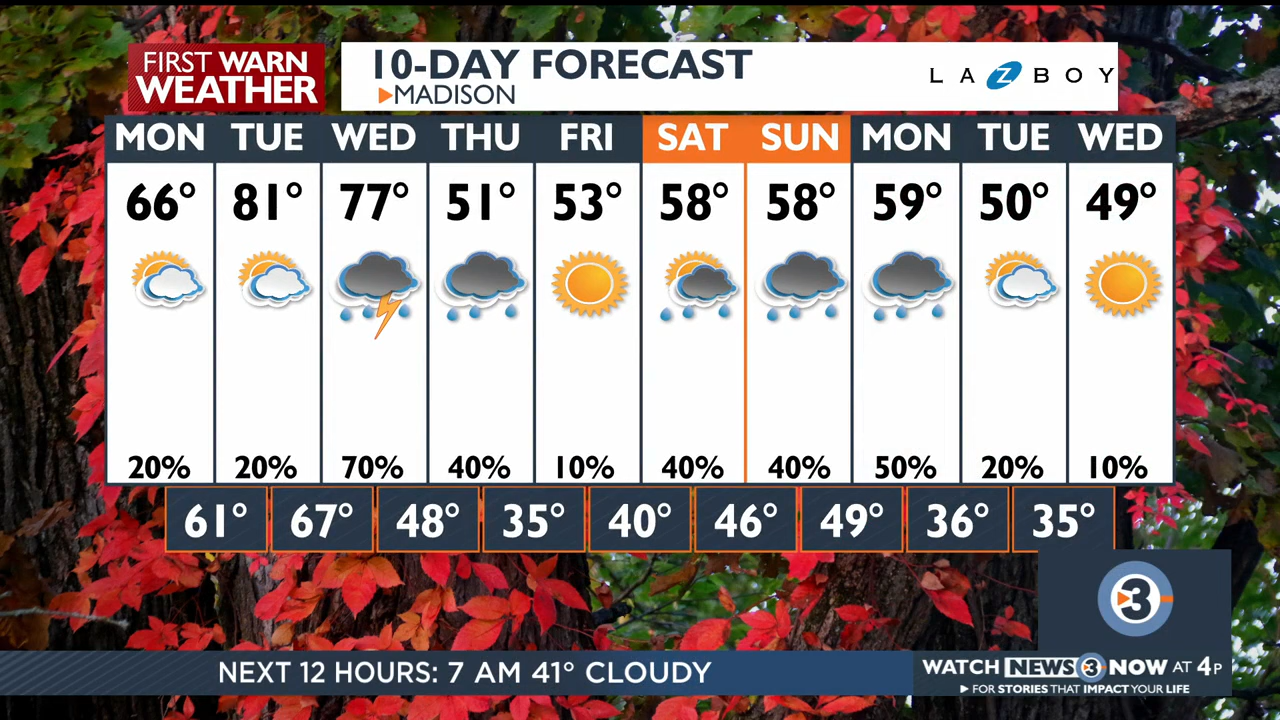 FIRST WARN
WEATHER
10-DAY FORECAST
MADISON
LA Z BOY
MON TUE WED THU FRI SAT SUN MON TUE WED
66° 81° 77° 51° 53° 58° 58° 59° 50° 49°
20% 20% 70% 40% 10% 40% 40% 50% 20% 10%
61° 67° 48° 35° 40° 46° 49° 36° 35°
3
NEXT 12 HOURS: 7 AM 41° CLOUDY
WATCH NEWS 3 NOW AT 4P
FOR STORIES THAT IMPACT YOUR LIFE